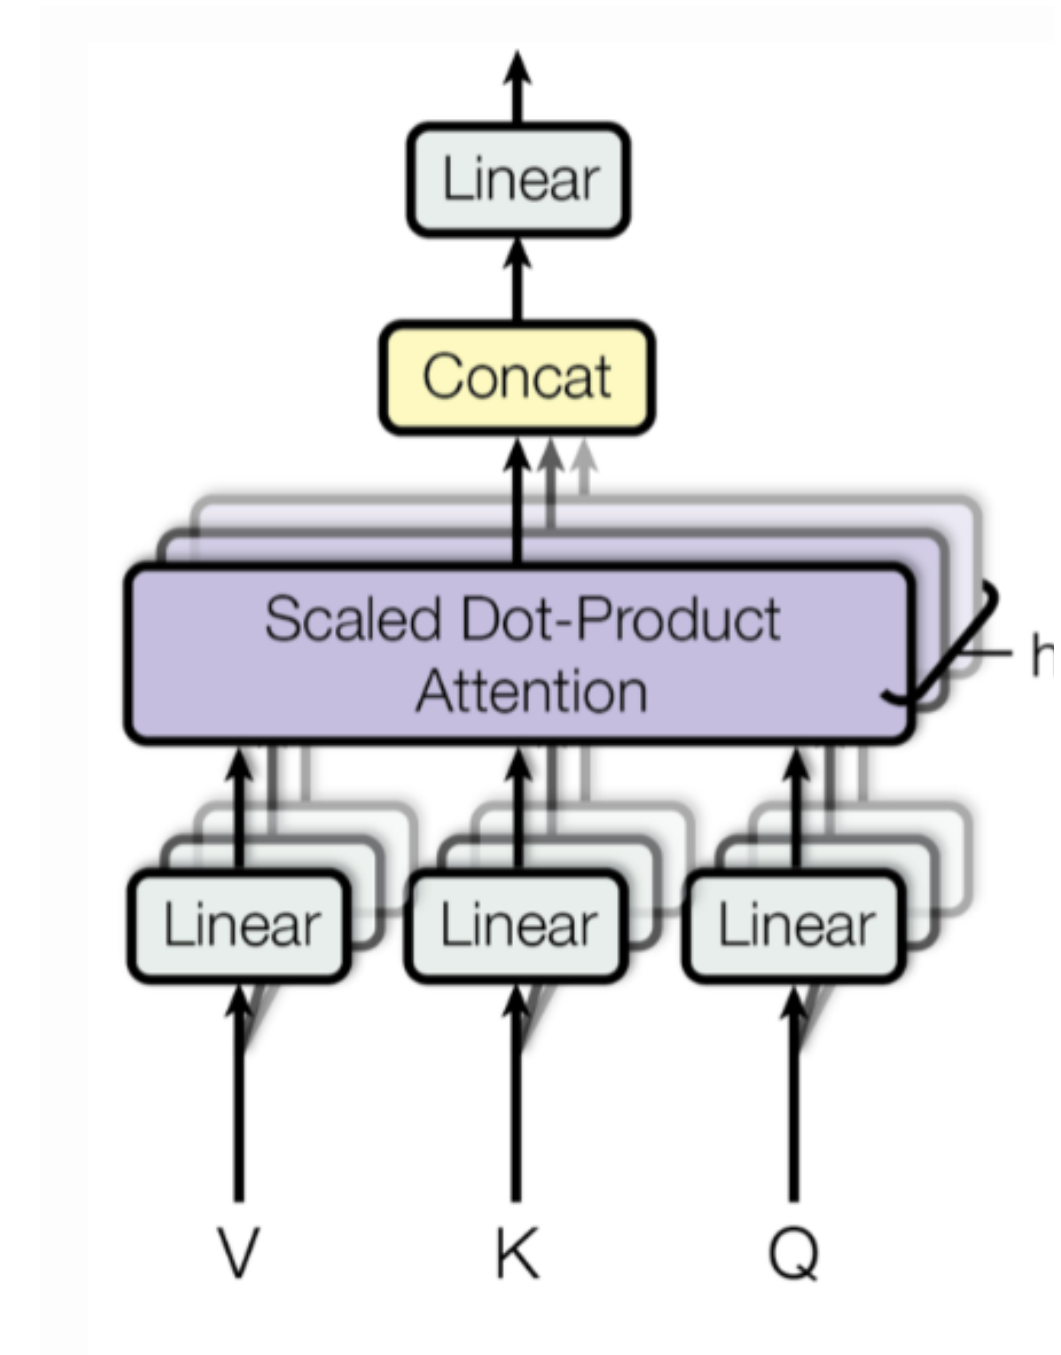 Linear
Concat
Scaled Dot-Product
Attention
h
Linear Linear Linear
V K Q